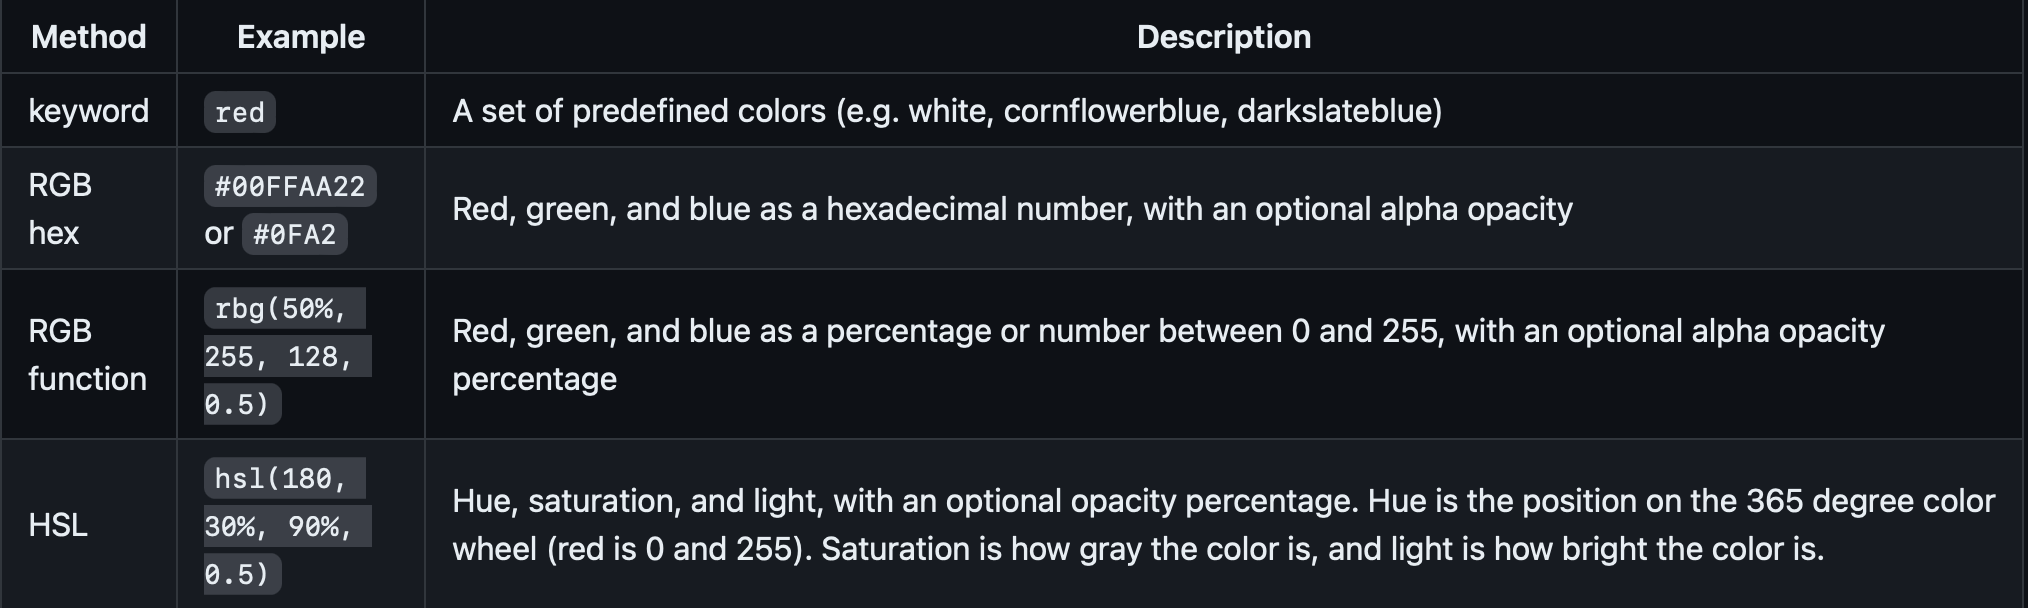 Method Example Description
keyword red A set of predefined colors (e.g. white, cornflowerblue, darkslateblue)
RGB
hex
#00FFAA22
or #0FA2
Red, green, and blue as a hexadecimal number, with an optional alpha opacity
RGB
function
rbg(50%,
255, 128,
0.5)
Red, green, and blue as a percentage or number between 0 and 255, with an optional alpha opacity
percentage
HSL
hsl(180,
30%, 90%,
0.5)
Hue, saturation, and light, with an optional opacity percentage. Hue is the position on the 365 degree color
wheel (red is 0 and 255). Saturation is how gray the color is, and light is how bright the color is.